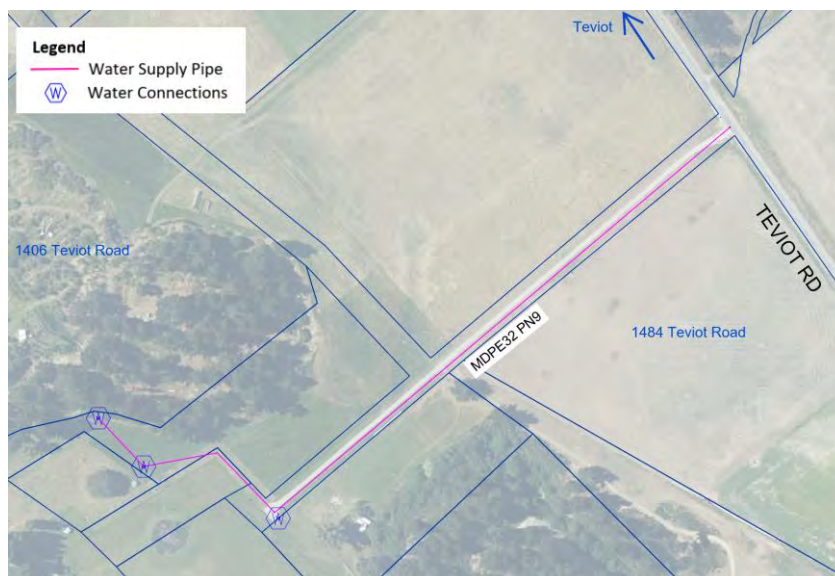 Legend
Water Supply Pipe
W Water Connections
Teviot
TEVIOT RD
1406 Teviot Road
1484 Teviot Road
MDPE32 PN9
W
W
W